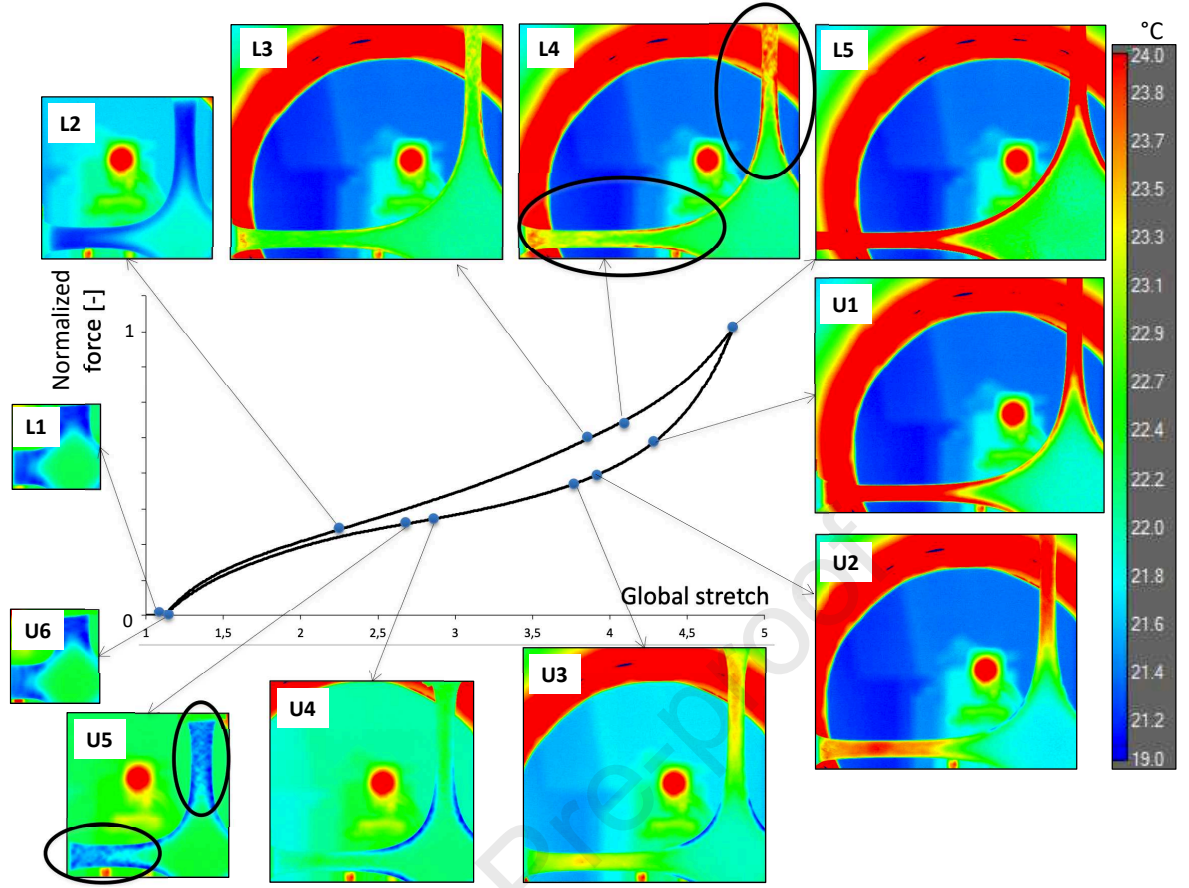 L3
L4
L5
°C
24.0
L2
23.8
23.7
23.5
23.3
23.1
22.9
22.7
22.4
22.2
22.0
21.8
21.6
21.4
21.2
19.0
Normalized
force [-]
1
0
U1
L1
Global stretch
1
1,5
2
2,5
3
3,5
4
4,5
5
U2
U6
U3
U4
U5
Pre-proof